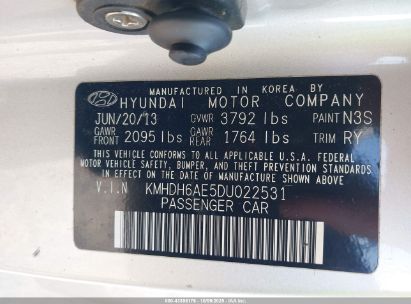 MANUFACTURED IN KOREA BY
HYUNDAI MOTOR COMPANY
JUN/20/'13 GVWR 3792 lbs PAINT N3S
GAWR FRONT 2095 lbs GAWR REAR 1764 lbs TRIM RY
THIS VEHICLE CONFORMS TO ALL APPLICABLE U.S.A. FEDERAL
MOTOR VEHICLE SAFETY, BUMPER, AND THEFT PREVENTION STANDARDS
IN EFFECT ON THE DATE OF MANUFACTURE SHOWN ABOVE.
V.I.N KMHDH6AE5DU022531
PASSENGER CAR